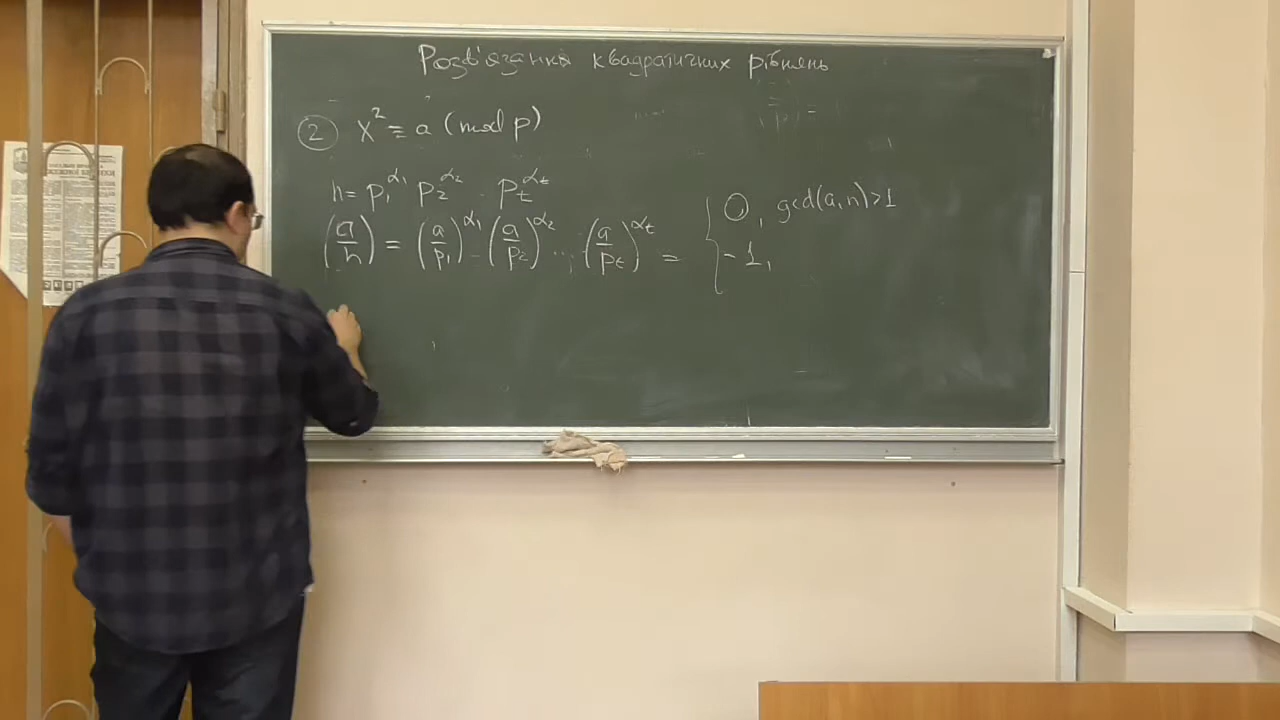 Розв'язання квадратичних рівнянь
② x² ≡ a (mod p)
n = p₁^α₁ p₂^α₂ ... p_t^α_t
(a/n) = (a/p₁)^α₁ (a/p₂)^α₂ ... (a/p_t)^α_t = { 0, gcd(a,n)>1
-1,